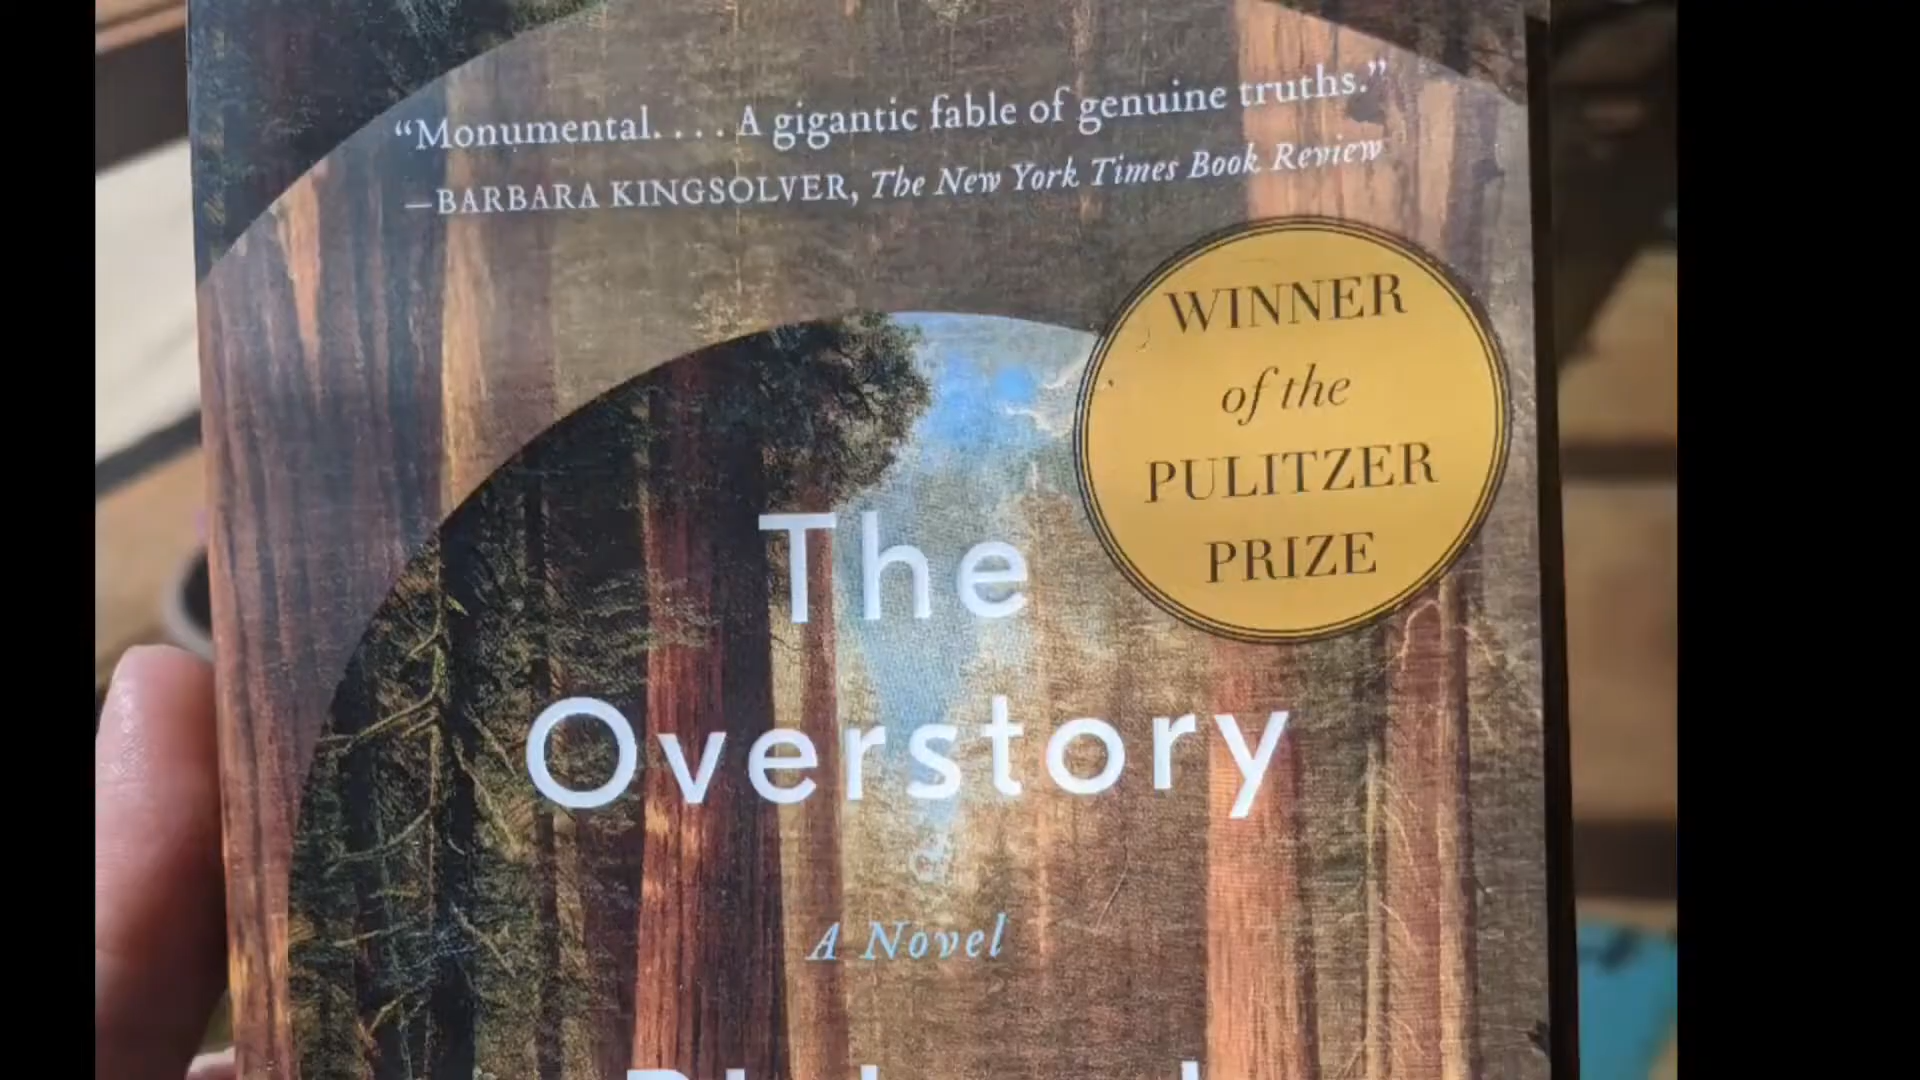 “Monumental. . . . A gigantic fable of genuine truths.”
—BARBARA KINGSOLVER, The New York Times Book Review
WINNER
of the
PULITZER
PRIZE
The
Overstory
A Novel